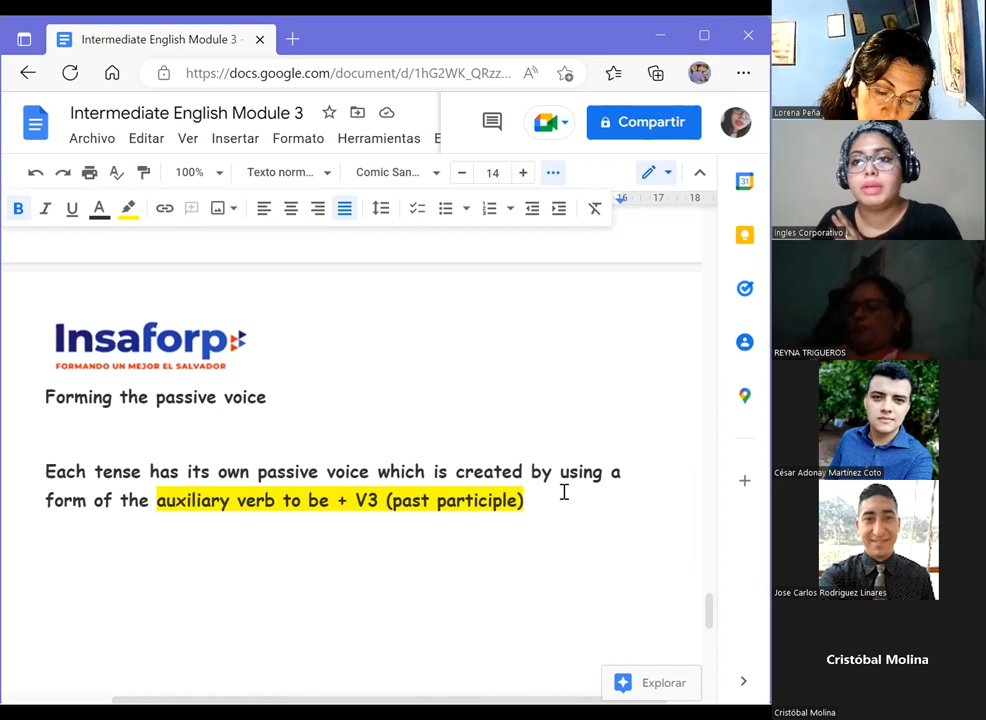 Intermediate English Module 3 -
https://docs.google.com/document/d/1hG2WK_QRzz...
Intermediate English Module 3
Compartir
Archivo Editar Ver Insertar Formato Herramientas E
100% Texto norm... Comic San... 14
16 17 18
Insaforp
FORMANDO UN MEJOR EL SALVADOR
Forming the passive voice
Each tense has its own passive voice which is created by using a
form of the auxiliary verb to be + V3 (past participle)
Explorar
Lorena Peña
Ingles Corporativo
REYNA TRIGUEROS
César Adonay Martínez Coto
Jose Carlos Rodriguez Linares
Cristóbal Molina
Cristóbal Molina